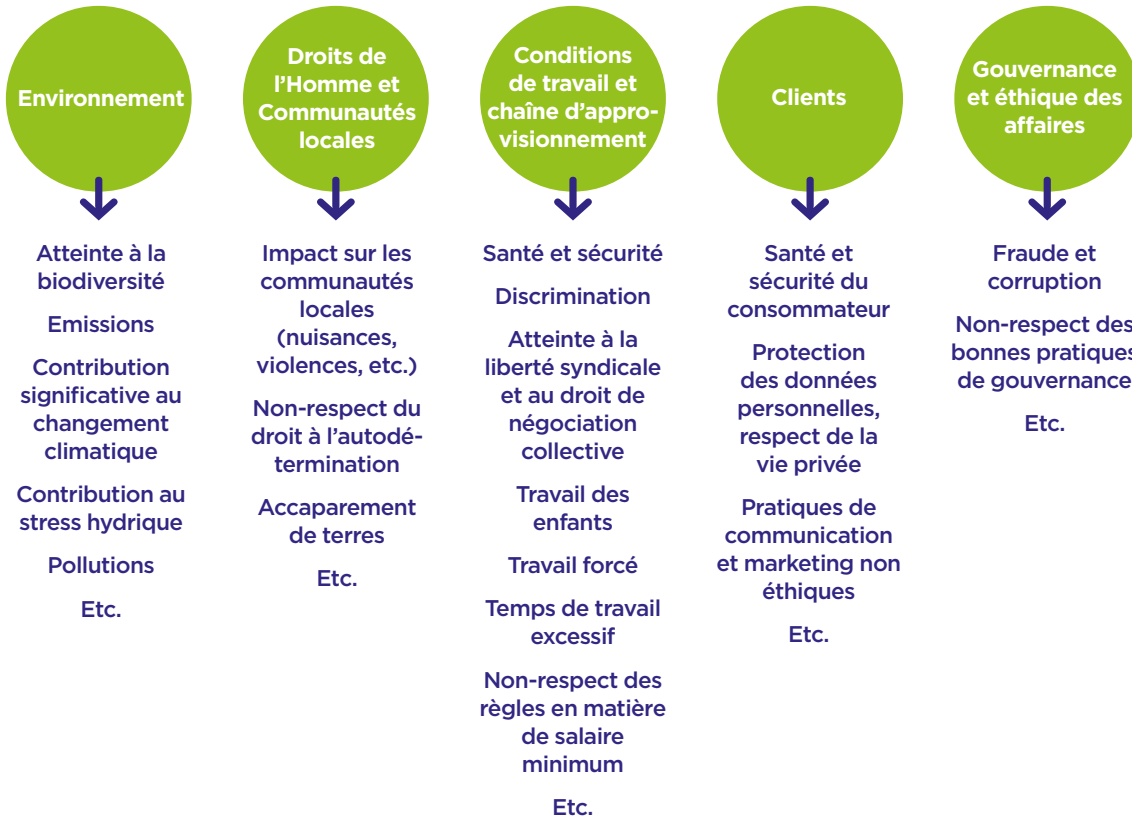 Environnement
Droits de
l’Homme et
Communautés
locales
Conditions
de travail et
chaîne d’appro-
visionnement
Clients
Gouvernance
et éthique des
affaires
Atteinte à la
biodiversité
Emissions
Contribution
significative au
changement
climatique
Contribution au
stress hydrique
Pollutions
Etc.
Impact sur les
communautés
locales
(nuisances,
violences, etc.)
Non-respect du
droit à l’autodé-
termination
Accaparement
de terres
Etc.
Santé et sécurité
Discrimination
Atteinte à la
liberté syndicale
et au droit de
négociation
collective
Travail des
enfants
Travail forcé
Temps de travail
excessif
Non-respect des
règles en matière
de salaire
minimum
Etc.
Santé et
sécurité du
consommateur
Protection
des données
personnelles,
respect de la
vie privée
Pratiques de
communication
et marketing non
éthiques
Etc.
Fraude et
corruption
Non-respect des
bonnes pratiques
de gouvernance
Etc.